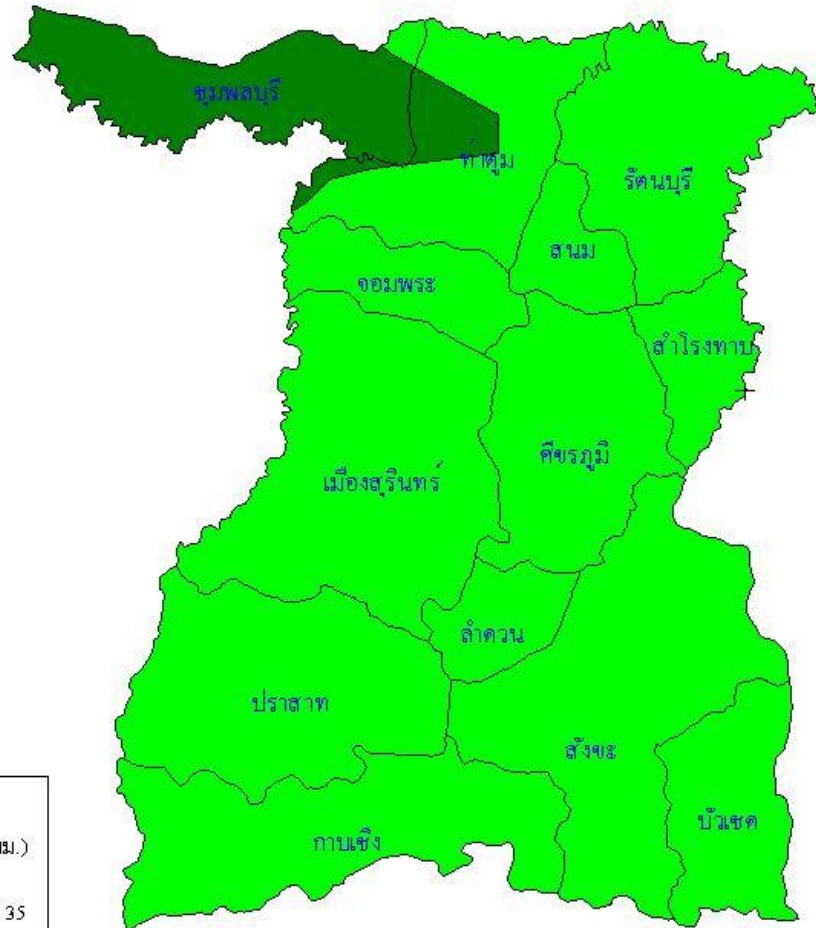 ชุมพลบุรี
ท่าตูม
รัตนบุรี
สนม
จอมพระ
สำโรงทาบ
ศีขรภูมิ
เมืองสุรินทร์
ลำดวน
ปราสาท
สังขะ
บัวเชด
กาบเชิง
มม.)
35